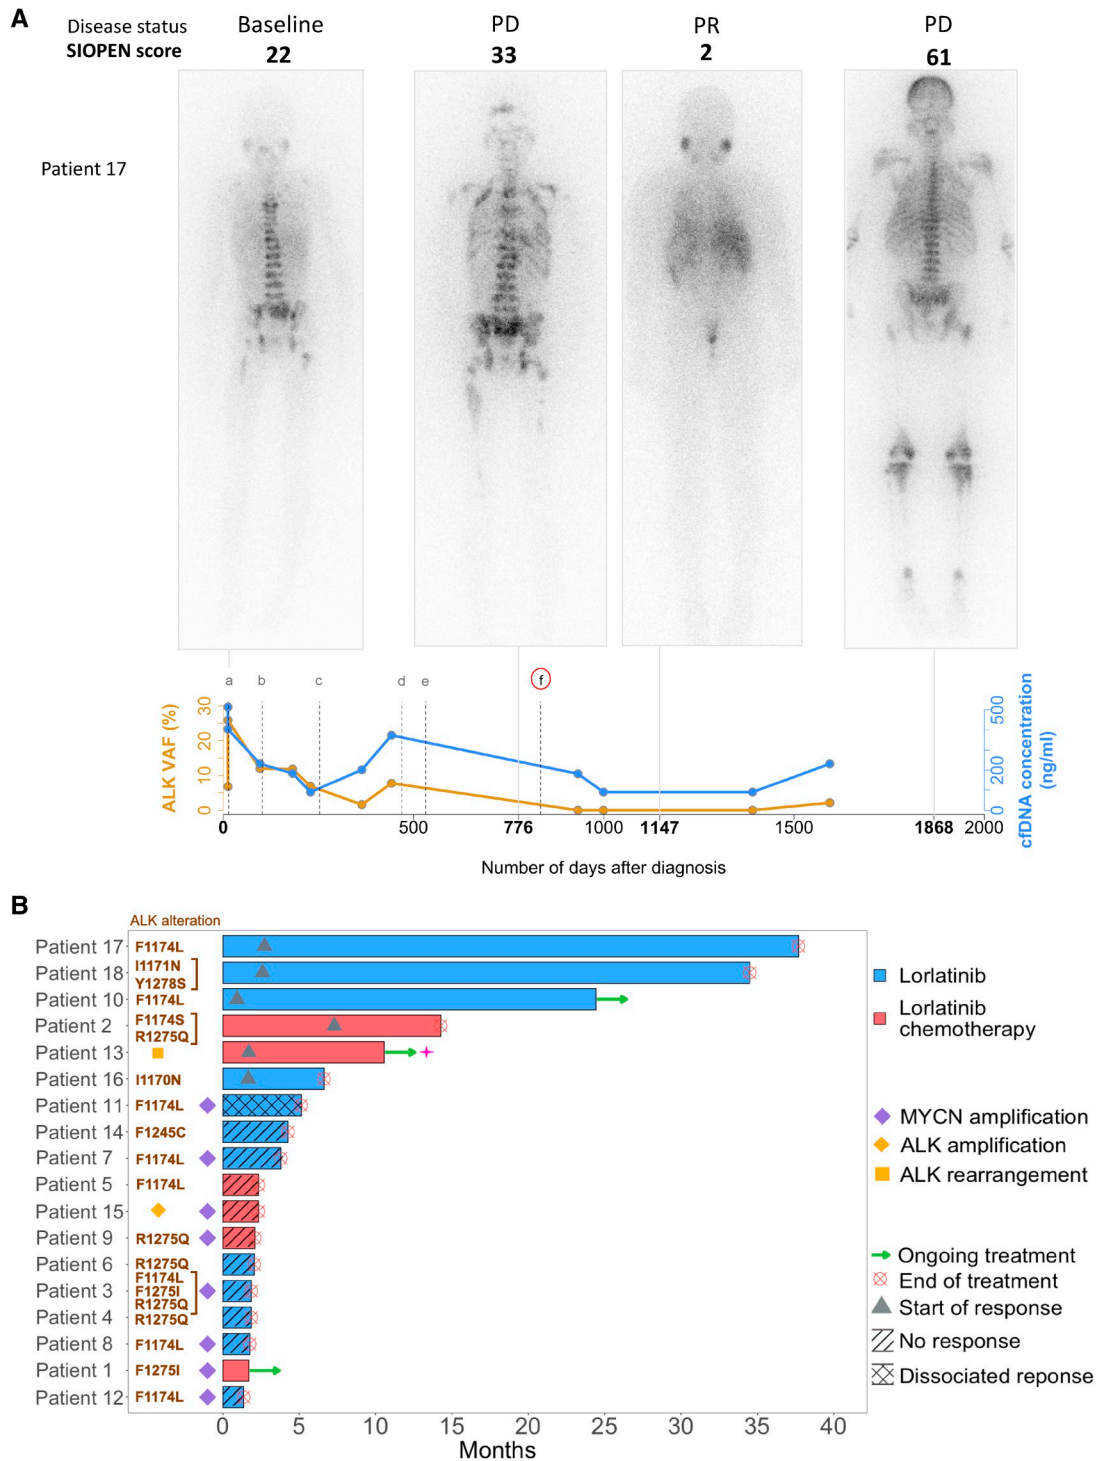 A
Disease status Baseline PD PR PD
SIOPEN score 22 33 2 61
Patient 17
a b c d e f
ALK VAF (%)
30
20
10
0
500
200
0
cfDNA concentration
(ng/ml)
0 500 776 1000 1147 1500 1868 2000
Number of days after diagnosis
B
ALK alteration
Patient 17 F1174L
Patient 18 I1171N
Y1278S
Patient 10 F1174L
Patient 2 F1174S
R1275Q
Patient 13
Patient 16 I1170N
Patient 11 F1174L
Patient 14 F1245C
Patient 7 F1174L
Patient 5 F1174L
Patient 15
Patient 9 R1275Q
Patient 6 R1275Q
F1174L
Patient 3 F1275I
R1275Q
Patient 4 R1275Q
Patient 8 F1174L
Patient 1 F1275I
Patient 12 F1174L
0 5 10 15 20 25 30 35 40
Months
Lorlatinib
Lorlatinib
chemotherapy
MYCN amplification
ALK amplification
ALK rearrangement
Ongoing treatment
End of treatment
Start of response
No response
Dissociated reponse